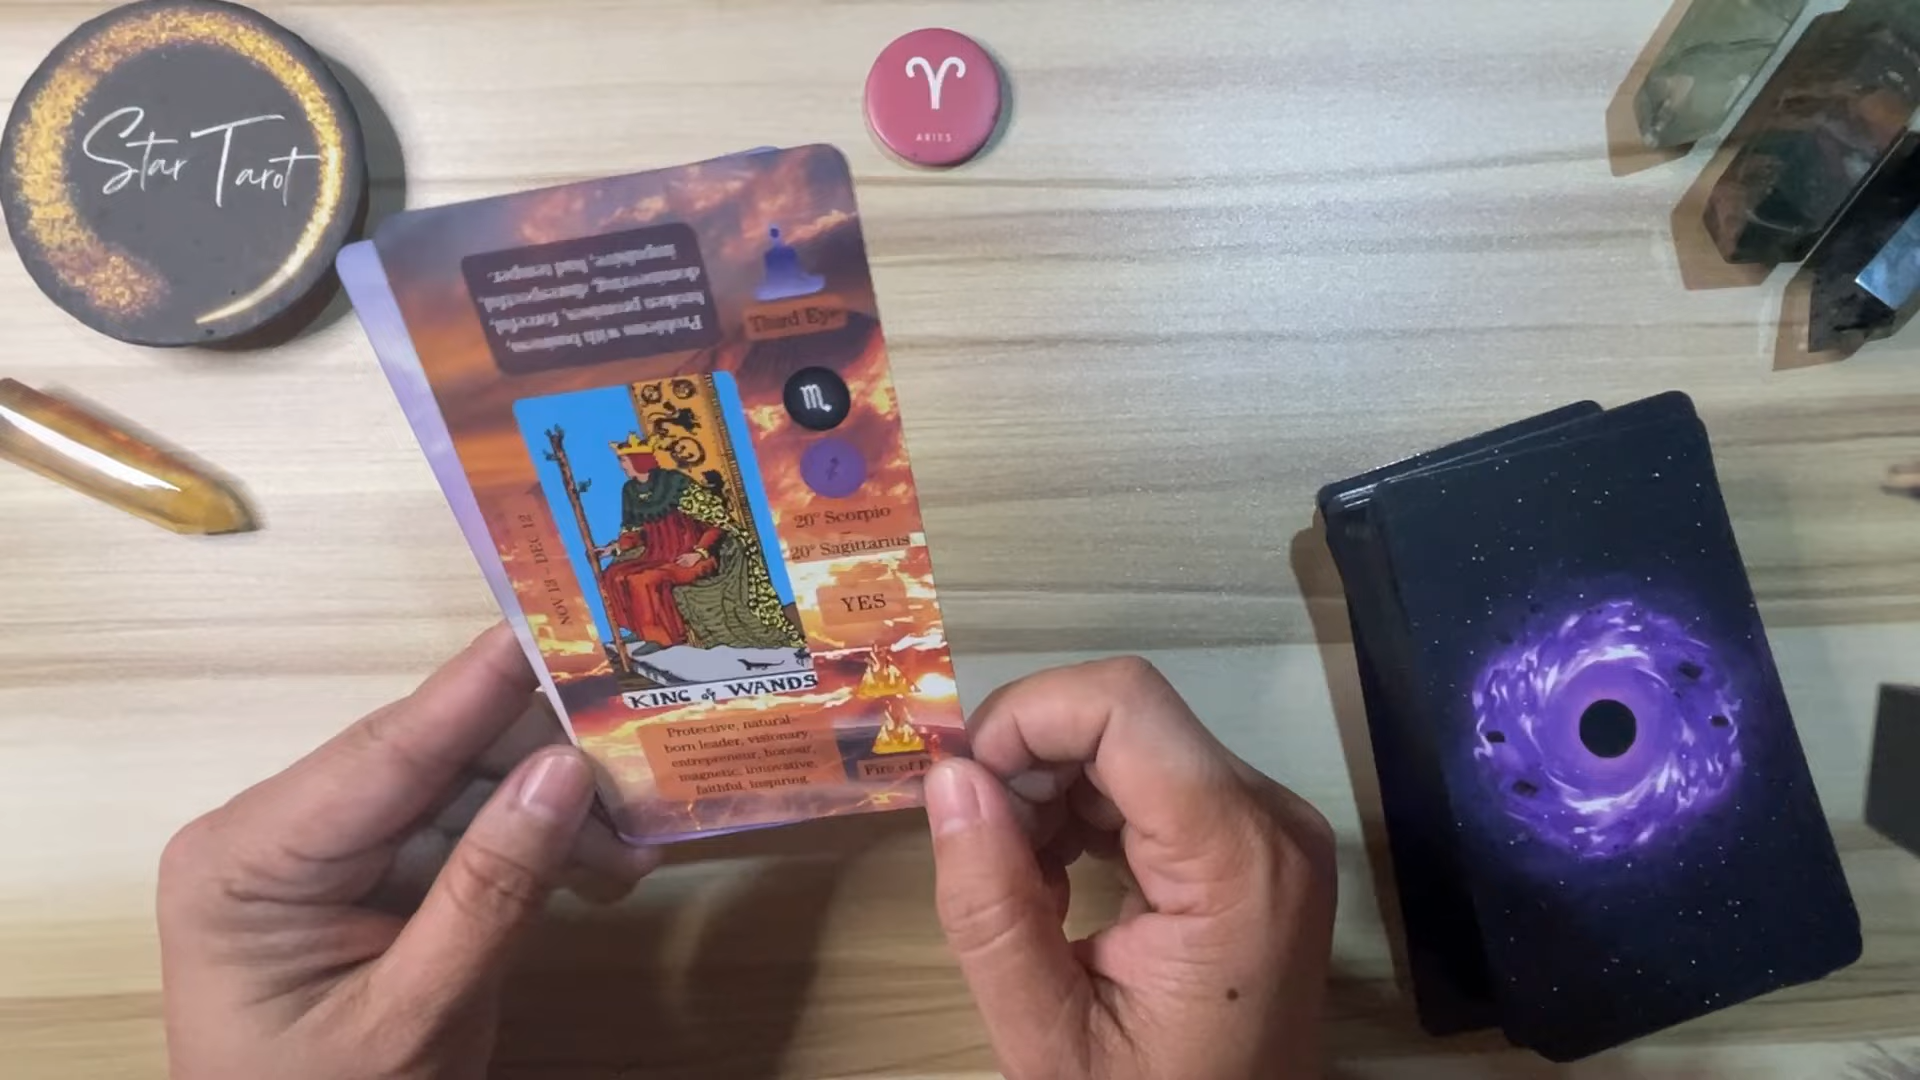 Star Tarot
ARIES
Problems with business,
broken promises, forceful,
domineering, disrespectful,
impulsive, bad temper.
Third Eye
20° Scorpio
20° Sagittarius
NOV 13 - DEC 12
YES
KING of WANDS
Protective, natural-
born leader, visionary,
entrepreneur, honour,
magnetic, innovative,
faithful, inspiring
Fire of